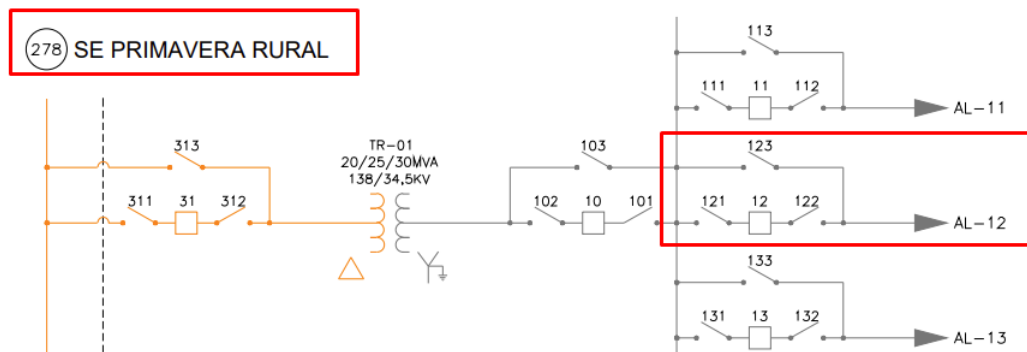 278 SE PRIMAVERA RURAL
113
111 11 112
AL-11
313
TR-01
20/25/30MVA
138/34,5KV
103
123
311 31 312
102 10 101
121 12 122
AL-12
133
131 13 132
AL-13